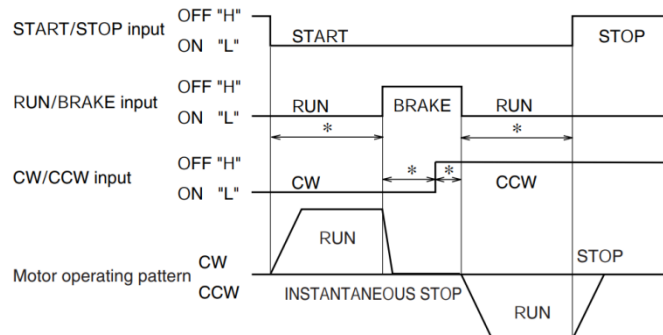 OFF "H"
START/STOP input
START
STOP
ON "L"
OFF "H"
RUN/BRAKE input
RUN
BRAKE
RUN
ON "L"
*
*
OFF "H"
CW/CCW input
CW
*
*
CCW
ON "L"
RUN
Motor operating pattern
CW
STOP
CCW
INSTANTANEOUS STOP
RUN